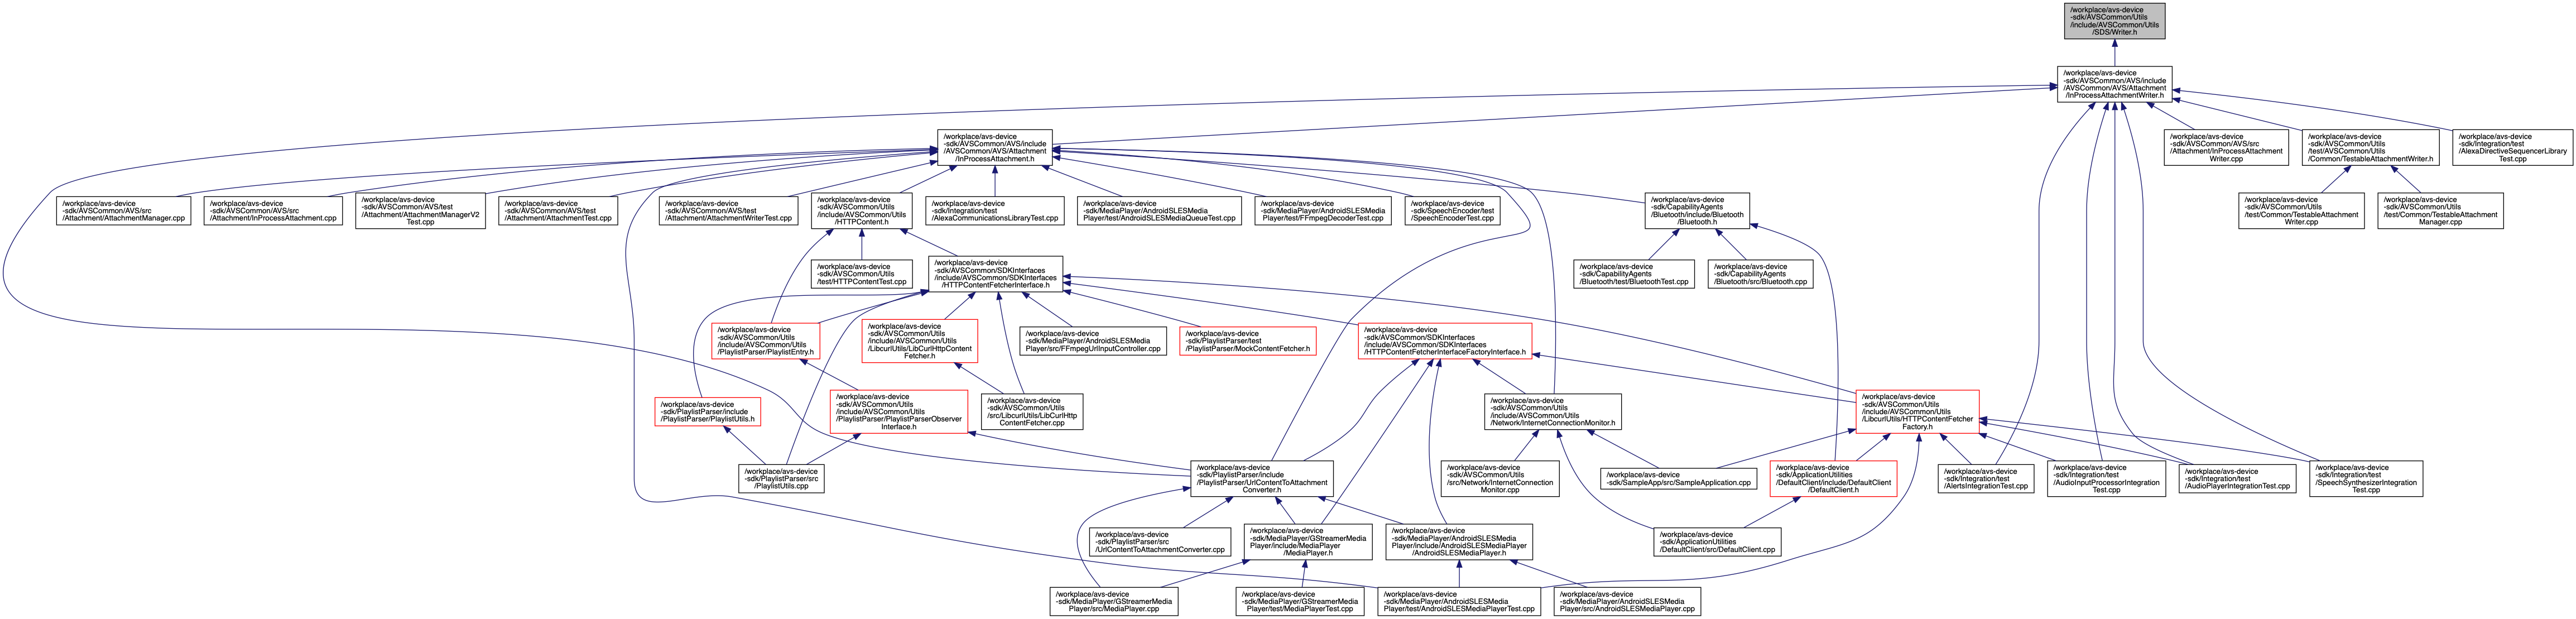 /workplace/avs-device
-sdk/AVSCommon/Utils
/include/AVSCommon/Utils
/SDS/Writer.h
/workplace/avs-device
-sdk/AVSCommon/AVS/include
/AVSCommon/AVS/Attachment
/InProcessAttachmentWriter.h
/workplace/avs-device
-sdk/AVSCommon/AVS/include
/AVSCommon/AVS/Attachment
/InProcessAttachment.h
/workplace/avs-device
-sdk/AVSCommon/AVS/src
/Attachment/InProcessAttachment
Writer.cpp
/workplace/avs-device
-sdk/AVSCommon/Utils
/test/AVSCommon/Utils
/Common/TestableAttachmentWriter.h
/workplace/avs-device
-sdk/Integration/test
/AlexaDirectiveSequencerLibrary
Test.cpp
/workplace/avs-device
-sdk/AVSCommon/AVS/src
/Attachment/AttachmentManager.cpp
/workplace/avs-device
-sdk/AVSCommon/AVS/src
/Attachment/InProcessAttachment.cpp
/workplace/avs-device
-sdk/AVSCommon/AVS/test
/Attachment/AttachmentManagerV2
Test.cpp
/workplace/avs-device
-sdk/AVSCommon/AVS/test
/Attachment/AttachmentTest.cpp
/workplace/avs-device
-sdk/AVSCommon/AVS/test
/Attachment/AttachmentWriterTest.cpp
/workplace/avs-device
-sdk/AVSCommon/Utils
/include/AVSCommon/Utils
/HTTPContent.h
/workplace/avs-device
-sdk/Integration/test
/AlexaCommunicationsLibraryTest.cpp
/workplace/avs-device
-sdk/MediaPlayer/AndroidSLESMedia
Player/test/AndroidSLESMediaQueueTest.cpp
/workplace/avs-device
-sdk/MediaPlayer/AndroidSLESMedia
Player/test/FFmpegDecoderTest.cpp
/workplace/avs-device
-sdk/SpeechEncoder/test
/SpeechEncoderTest.cpp
/workplace/avs-device
-sdk/CapabilityAgents
/Bluetooth/include/Bluetooth
/Bluetooth.h
/workplace/avs-device
-sdk/AVSCommon/Utils
/test/Common/TestableAttachment
Writer.cpp
/workplace/avs-device
-sdk/AVSCommon/Utils
/test/Common/TestableAttachment
Manager.cpp
/workplace/avs-device
-sdk/AVSCommon/Utils
/test/HTTPContentTest.cpp
/workplace/avs-device
-sdk/AVSCommon/SDKInterfaces
/include/AVSCommon/SDKInterfaces
/HTTPContentFetcherInterface.h
/workplace/avs-device
-sdk/CapabilityAgents
/Bluetooth/test/BluetoothTest.cpp
/workplace/avs-device
-sdk/CapabilityAgents
/Bluetooth/src/Bluetooth.cpp
/workplace/avs-device
-sdk/AVSCommon/Utils
/include/AVSCommon/Utils
/PlaylistParser/PlaylistEntry.h
/workplace/avs-device
-sdk/AVSCommon/Utils
/include/AVSCommon/Utils
/LibcurlUtils/LibCurlHttpContent
Fetcher.h
/workplace/avs-device
-sdk/MediaPlayer/AndroidSLESMedia
Player/src/FFmpegUrlInputController.cpp
/workplace/avs-device
-sdk/PlaylistParser/test
/PlaylistParser/MockContentFetcher.h
/workplace/avs-device
-sdk/AVSCommon/SDKInterfaces
/include/AVSCommon/SDKInterfaces
/HTTPContentFetcherInterfaceFactoryInterface.h
/workplace/avs-device
-sdk/PlaylistParser/include
/PlaylistParser/PlaylistUtils.h
/workplace/avs-device
-sdk/AVSCommon/Utils
/include/AVSCommon/Utils
/PlaylistParser/PlaylistParserObserver
Interface.h
/workplace/avs-device
-sdk/AVSCommon/Utils
/src/LibcurlUtils/LibCurlHttp
ContentFetcher.cpp
/workplace/avs-device
-sdk/AVSCommon/Utils
/include/AVSCommon/Utils
/Network/InternetConnectionMonitor.h
/workplace/avs-device
-sdk/AVSCommon/Utils
/include/AVSCommon/Utils
/LibcurlUtils/HTTPContentFetcher
Factory.h
/workplace/avs-device
-sdk/PlaylistParser/src
/PlaylistUtils.cpp
/workplace/avs-device
-sdk/PlaylistParser/include
/PlaylistParser/UrlContentToAttachment
Converter.h
/workplace/avs-device
-sdk/AVSCommon/Utils
/src/Network/InternetConnection
Monitor.cpp
/workplace/avs-device
-sdk/SampleApp/src/SampleApplication.cpp
/workplace/avs-device
-sdk/ApplicationUtilities
/DefaultClient/include/DefaultClient
/DefaultClient.h
/workplace/avs-device
-sdk/Integration/test
/AlertsIntegrationTest.cpp
/workplace/avs-device
-sdk/Integration/test
/AudioInputProcessorIntegration
Test.cpp
/workplace/avs-device
-sdk/Integration/test
/AudioPlayerIntegrationTest.cpp
/workplace/avs-device
-sdk/Integration/test
/SpeechSynthesizerIntegration
Test.cpp
/workplace/avs-device
-sdk/PlaylistParser/src
/UrlContentToAttachmentConverter.cpp
/workplace/avs-device
-sdk/MediaPlayer/GStreamerMedia
Player/include/MediaPlayer
/MediaPlayer.h
/workplace/avs-device
-sdk/MediaPlayer/AndroidSLESMedia
Player/include/AndroidSLESMediaPlayer
/AndroidSLESMediaPlayer.h
/workplace/avs-device
-sdk/ApplicationUtilities
/DefaultClient/src/DefaultClient.cpp
/workplace/avs-device
-sdk/MediaPlayer/GStreamerMedia
Player/src/MediaPlayer.cpp
/workplace/avs-device
-sdk/MediaPlayer/GStreamerMedia
Player/test/MediaPlayerTest.cpp
/workplace/avs-device
-sdk/MediaPlayer/AndroidSLESMedia
Player/test/AndroidSLESMediaPlayerTest.cpp
/workplace/avs-device
-sdk/MediaPlayer/AndroidSLESMedia
Player/src/AndroidSLESMediaPlayer.cpp